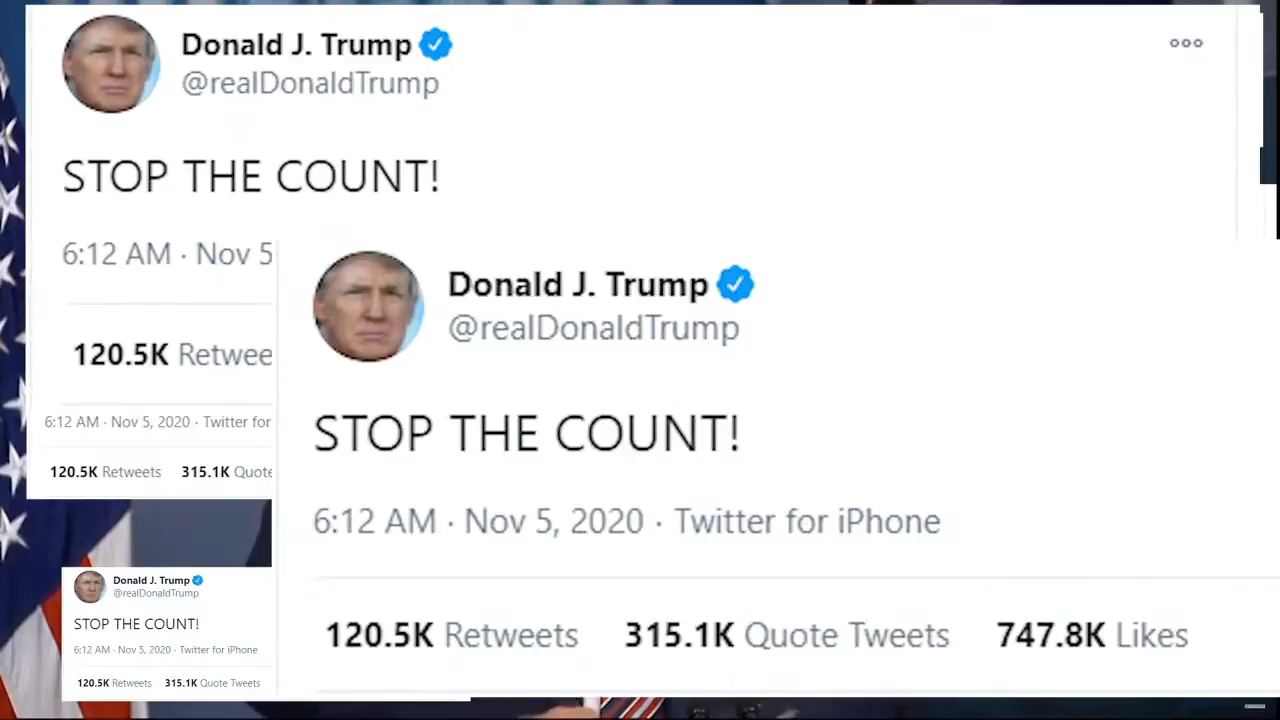 Donald J. Trump
@realDonaldTrump
STOP THE COUNT!
6:12 AM · Nov 5
120.5K Retwee
6:12 AM · Nov 5, 2020 · Twitter for
120.5K Retweets 315.1K Quote
Donald J. Trump
@realDonaldTrump
STOP THE COUNT!
6:12 AM · Nov 5, 2020 · Twitter for iPhone
120.5K Retweets 315.1K Quote Tweets 747.8K Likes
Donald J. Trump
@realDonaldTrump
STOP THE COUNT!
6:12 AM · Nov 5, 2020 · Twitter for iPhone
120.5K Retweets 315.1K Quote Tweets